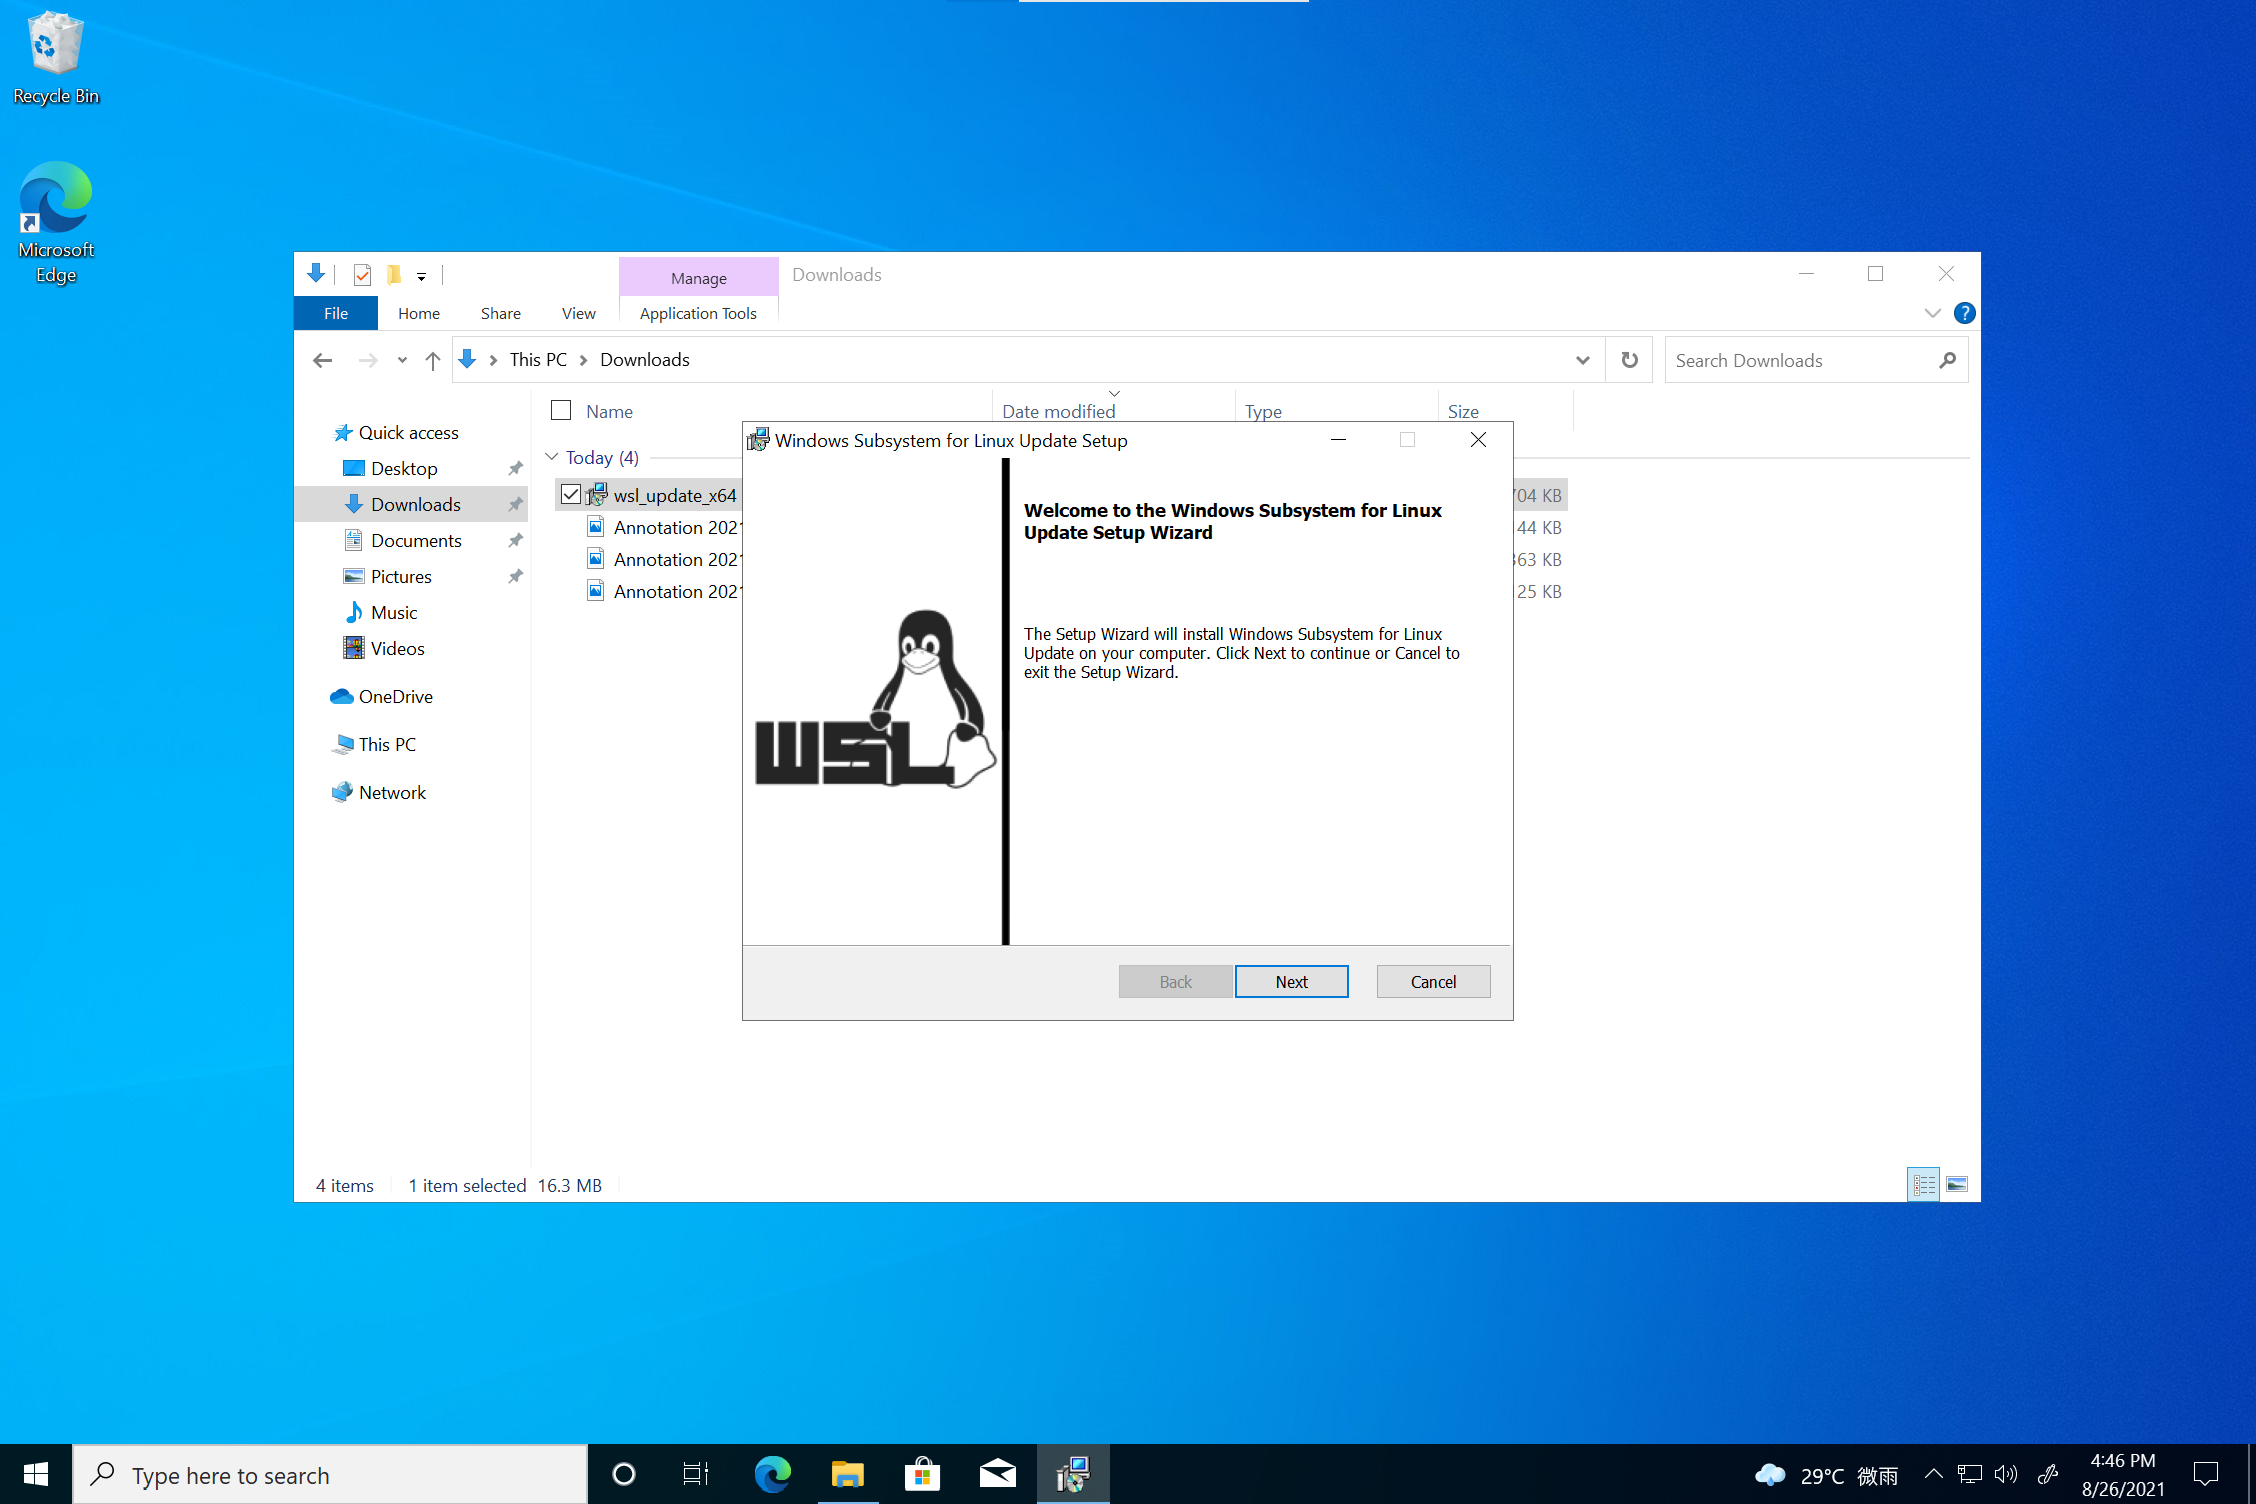 Recycle Bin
Microsoft
Edge
Manage
Downloads
File
Home
Share
View
Application Tools
This PC
Downloads
Search Downloads
Name
Date modified
Type
Size
Quick access
Desktop
Downloads
Documents
Pictures
Music
Videos
OneDrive
This PC
Network
Today (4)
wsl_update_x64
04 KB
Annotation 2021
44 KB
Annotation 2021
63 KB
Annotation 2021
25 KB
Windows Subsystem for Linux Update Setup
Welcome to the Windows Subsystem for Linux
Update Setup Wizard
The Setup Wizard will install Windows Subsystem for Linux
Update on your computer. Click Next to continue or Cancel to
exit the Setup Wizard.
WSL
Back
Next
Cancel
4 items
1 item selected 16.3 MB
Type here to search
29°C 微雨
4:46 PM
8/26/2021